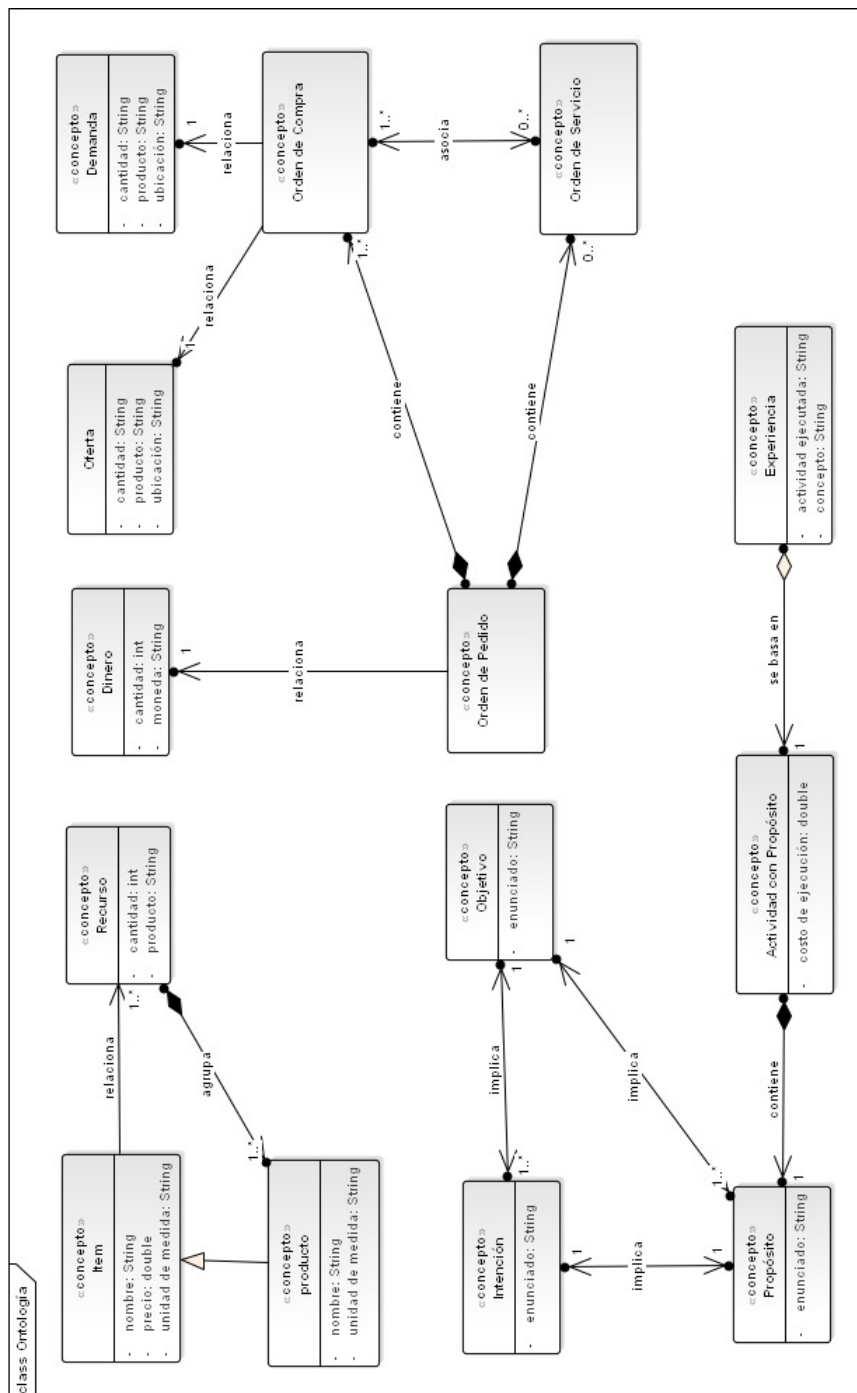 class Ontología
«concepto»
Item
- nombre: String
- precio: double
- unidad de medida: String
relaciona
1..*
«concepto»
Recurso
- cantidad: int
- producto: String
agrupa
1..*
«concepto»
producto
- nombre: String
- unidad de medida: String
«concepto»
Dinero
- cantidad: int
- moneda: String
1
relaciona
Oferta
- cantidad: String
- producto: String
- ubicación: String
relaciona
«concepto»
Demanda
- cantidad: String
- producto: String
- ubicación: String
1
relaciona
«concepto»
Orden de Compra
1..*
1..*
asocia
0..*
«concepto»
Orden de Servicio
0..*
contiene
contiene
«concepto»
Orden de Pedido
«concepto»
Intención
- enunciado: String
1..*
implica
1
«concepto»
Objetivo
- enunciado: String
1
implica
1..*
1
implica
1
«concepto»
Propósito
- enunciado: String
1
contiene
«concepto»
Actividad con Propósito
- costo de ejecución: double
1
se basa en
«concepto»
Experiencia
- actividad ejecutada: String
- concepto: String